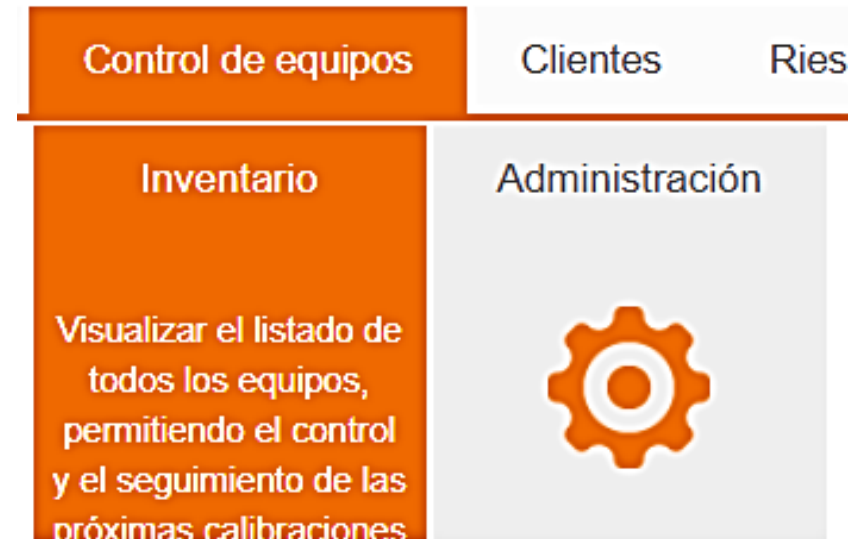 Control de equipos
Clientes
Ries
Inventario
Administración
Visualizar el listado de
todos los equipos,
permitiendo el control
y el seguimiento de las
próximas calibraciones